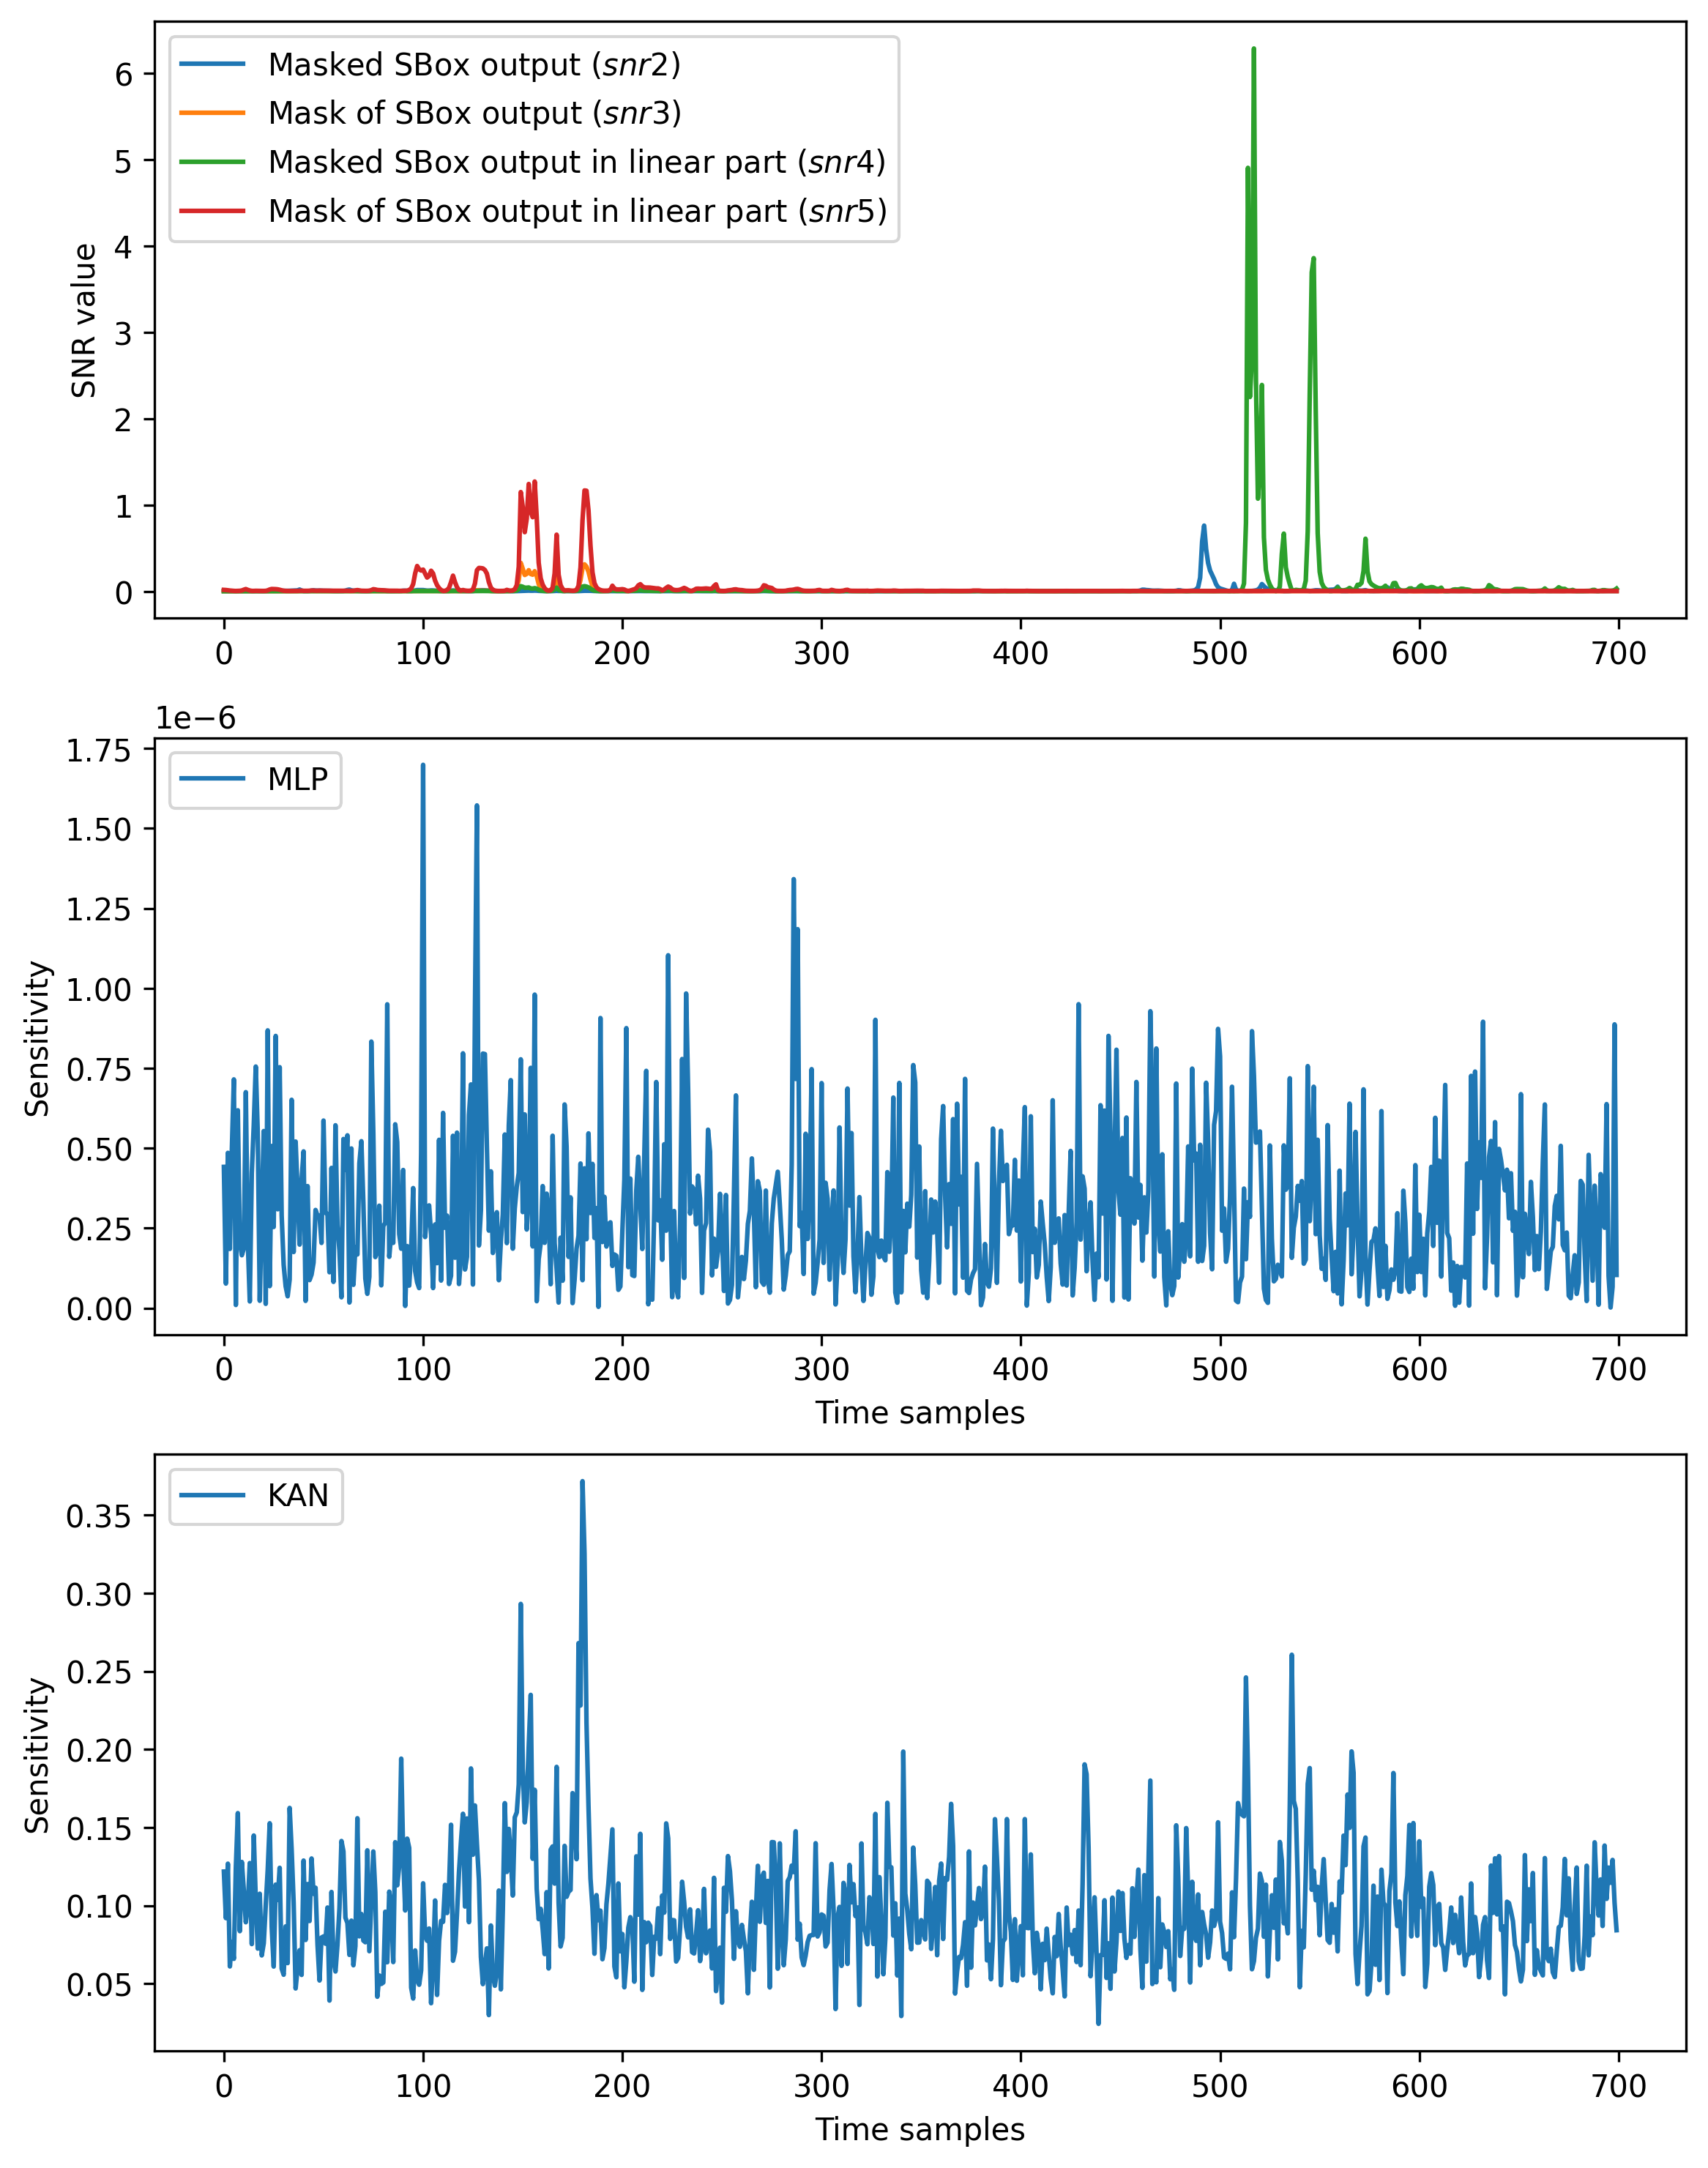 Masked SBox output (snr2)
Mask of SBox output (snr3)
Masked SBox output in linear part (snr4)
Mask of SBox output in linear part (snr5)
SNR value
6
5
4
3
2
1
0
0 100 200 300 400 500 600 700
1e−6
MLP
Sensitivity
1.75
1.50
1.25
1.00
0.75
0.50
0.25
0.00
0 100 200 300 400 500 600 700
Time samples
KAN
Sensitivity
0.35
0.30
0.25
0.20
0.15
0.10
0.05
0 100 200 300 400 500 600 700
Time samples